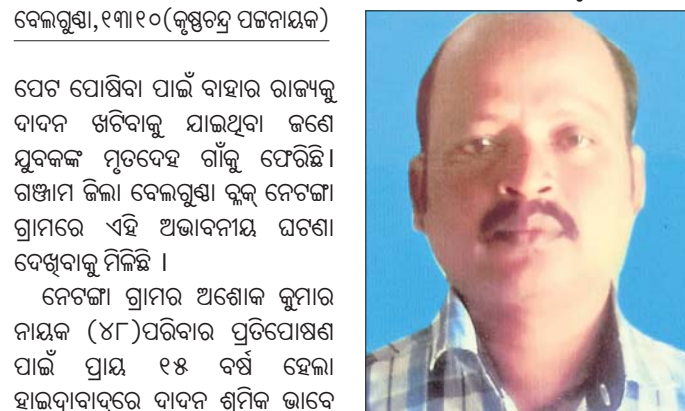 ବେଲଗୁଣ୍ଠା,୧୩।୧୦(କୃଷ୍ଣଚନ୍ଦ୍ର ପଟ୍ଟନାୟକ)
ପେଟ ପୋଷିବା ପାଇଁ ବାହାର ରାଜ୍ୟକୁ
ଦାଦନ ଖଟିବାକୁ ଯାଇଥିବା ଜଣେ
ଯୁବକଙ୍କ ମୃତଦେହ ଗାଁକୁ ଫେରିଛି।
ଗଞ୍ଜାମ ଜିଲା ବେଲଗୁଣ୍ଠା ବ୍ଲକ୍ ନେଟଙ୍ଗା
ଗ୍ରାମରେ ଏହି ଅଭାବନୀୟ ଘଟଣା
ଦେଖିବାକୁ ମିଳିଛି ।
ନେଟଙ୍ଗା ଗ୍ରାମର ଅଶୋକ କୁମାର
ନାୟକ (୪୮)ପରିବାର ପ୍ରତିପୋଷଣ
ପାଇଁ ପ୍ରାୟ ୧୫ ବର୍ଷ ହେଲା
ହାଇଦ୍ରାବାଦ୍‌ରେ ଦାଦନ ଶ୍ରମିକ ଭାବେ